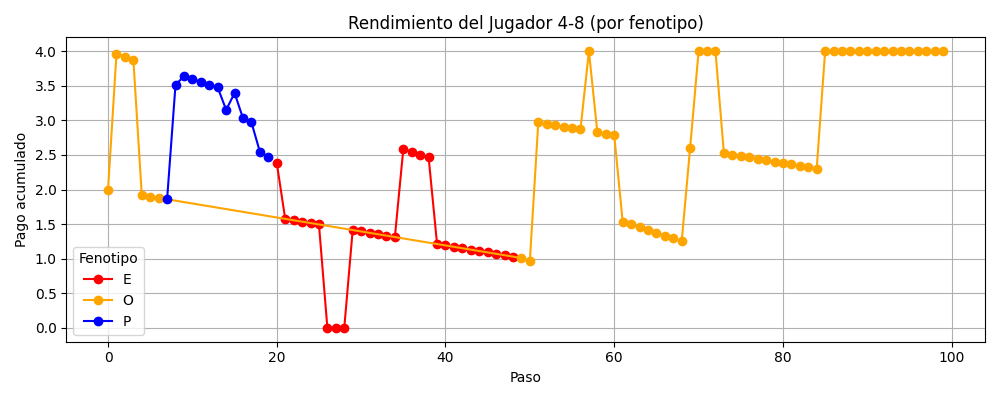 Rendimiento del Jugador 4-8 (por fenotipo)
Pago acumulado
4.0
3.5
3.0
2.5
2.0
1.5
1.0
0.5
0.0
Fenotipo
E
O
P
0 20 40 60 80 100
Paso